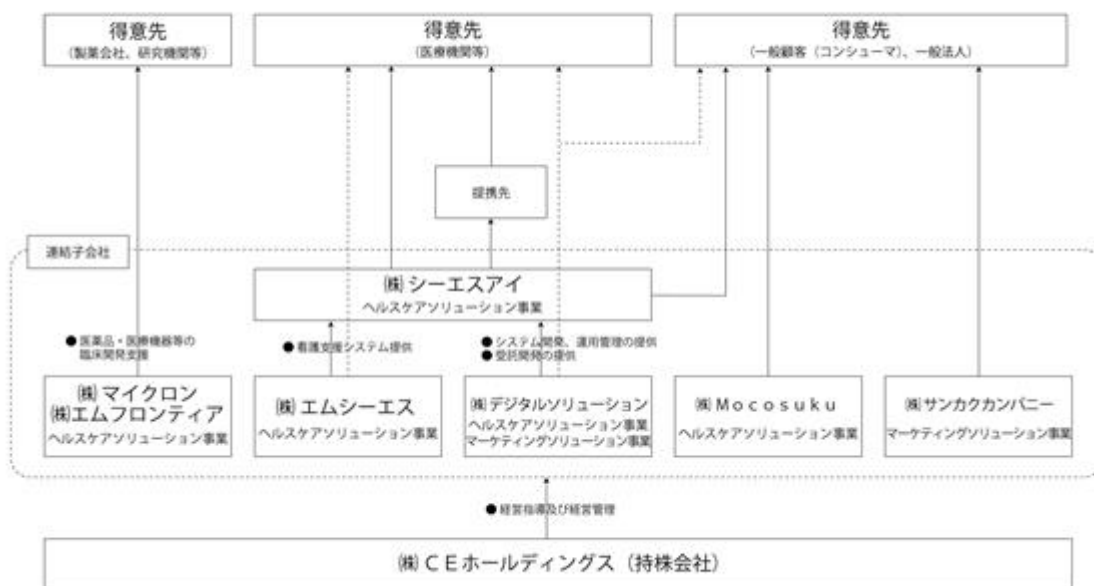 得意先
(製薬会社、研究機関等)
得意先
(医療機関等)
得意先
(一般顧客(コンシューマ)、一般法人)
提携先
連結子会社
㈱ シーエスアイ
ヘルスケアソリューション事業
● 医薬品・医療機器等の
臨床開発支援
● 看護支援システム提供
● システム開発、運用管理の提供
● 受託開発の提供
㈱ マイクロン
㈱エムフロンティア
ヘルスケアソリューション事業
㈱ エムシーエス
ヘルスケアソリューション事業
㈱ デジタルソリューション
ヘルスケアソリューション事業
マーケティングソリューション事業
㈱ Ｍｏｃｏｓｕｋｕ
ヘルスケアソリューション事業
㈱ サンカクカンパニー
マーケティングソリューション事業
● 経営指導及び経営管理
㈱ ＣＥホールディングス(持株会社)